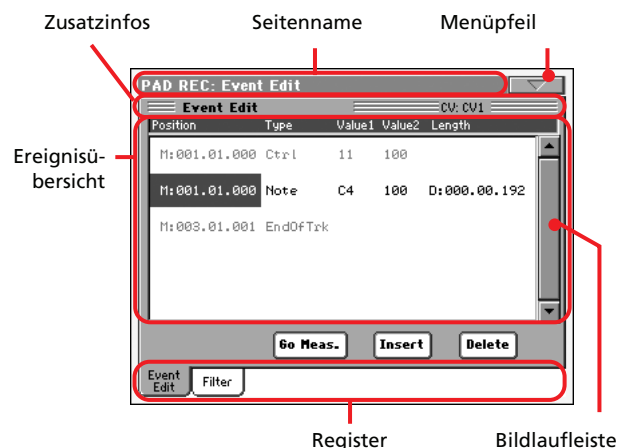 Zusatzinfos Seitenname Menüpfeil
PAD REC: Event Edit
Event Edit CV: CV1
Position Type Value1 Value2 Length
M:001.01.000 Ctrl 11 100
Ereignisü-
bersicht
M:001.01.000 Note C4 100 D:000.00.192
M:003.01.001 EndOfTrk
Go Meas. Insert Delete
Event
Edit Filter
Register Bildlaufleiste